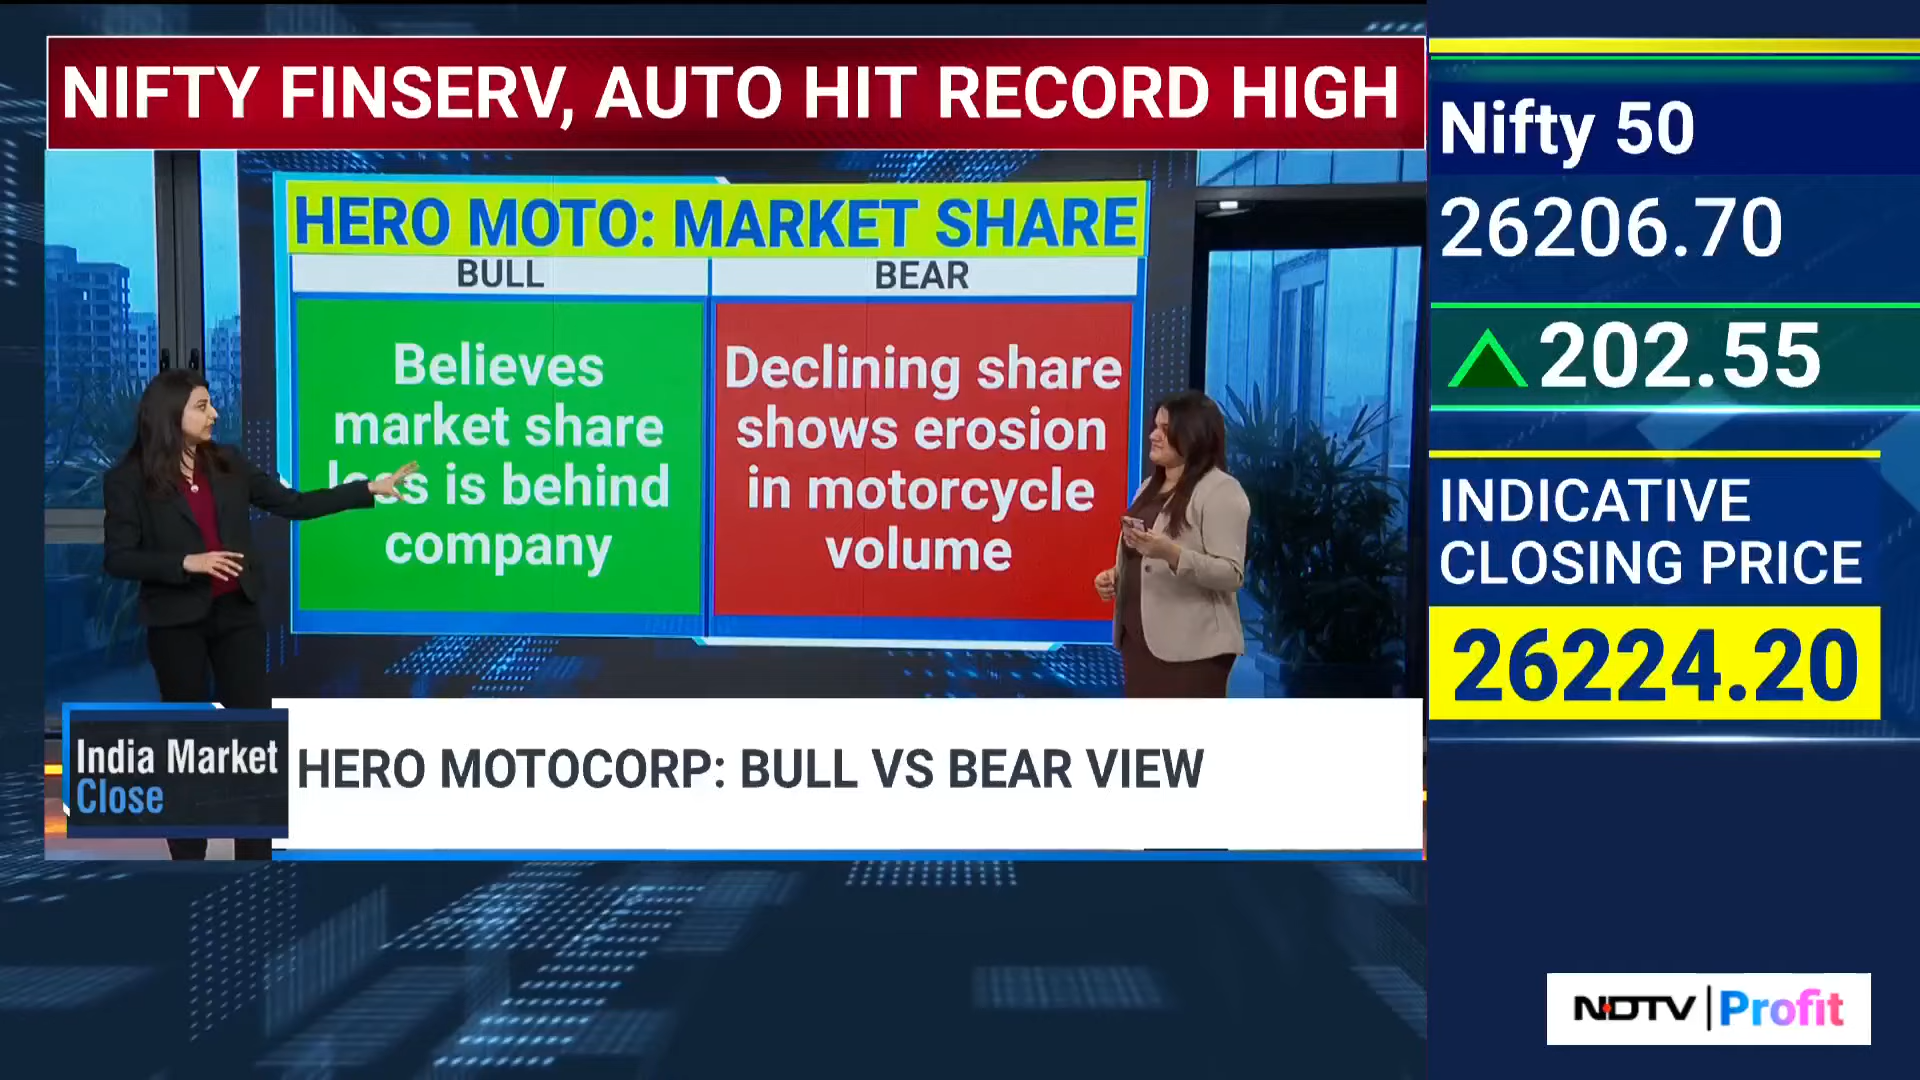 NIFTY FINSERV, AUTO HIT RECORD HIGH
HERO MOTO: MARKET SHARE
BULL
BEAR
Believes
market share
is behind
company
Declining share
shows erosion
in motorcycle
volume
India Market
Close
HERO MOTOCORP: BULL VS BEAR VIEW
Nifty 50
26206.70
202.55
INDICATIVE
CLOSING PRICE
26224.20
NDTV Profit